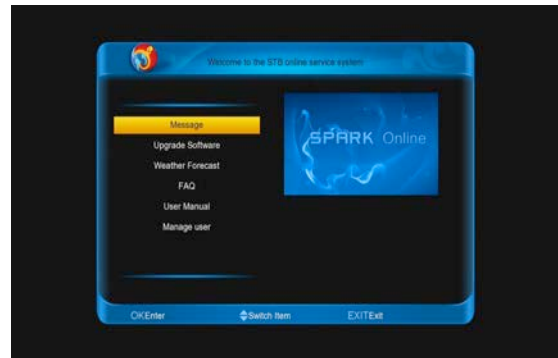 Welcome to the STB online service system
Message
Upgrade Software
Weather Forecast
FAQ
User Manual
Manage user
SPARK Online
OKEnter
Switch Item
EXITExit